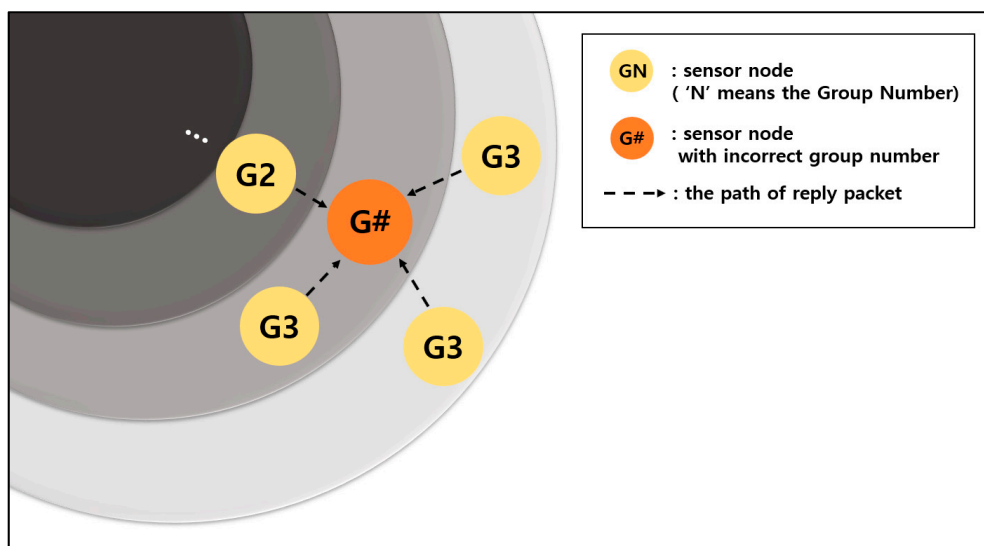 GN : sensor node
( ‘N’ means the Group Number)
G# : sensor node
with incorrect group number
: the path of reply packet
G2
G3
G#
G3
G3